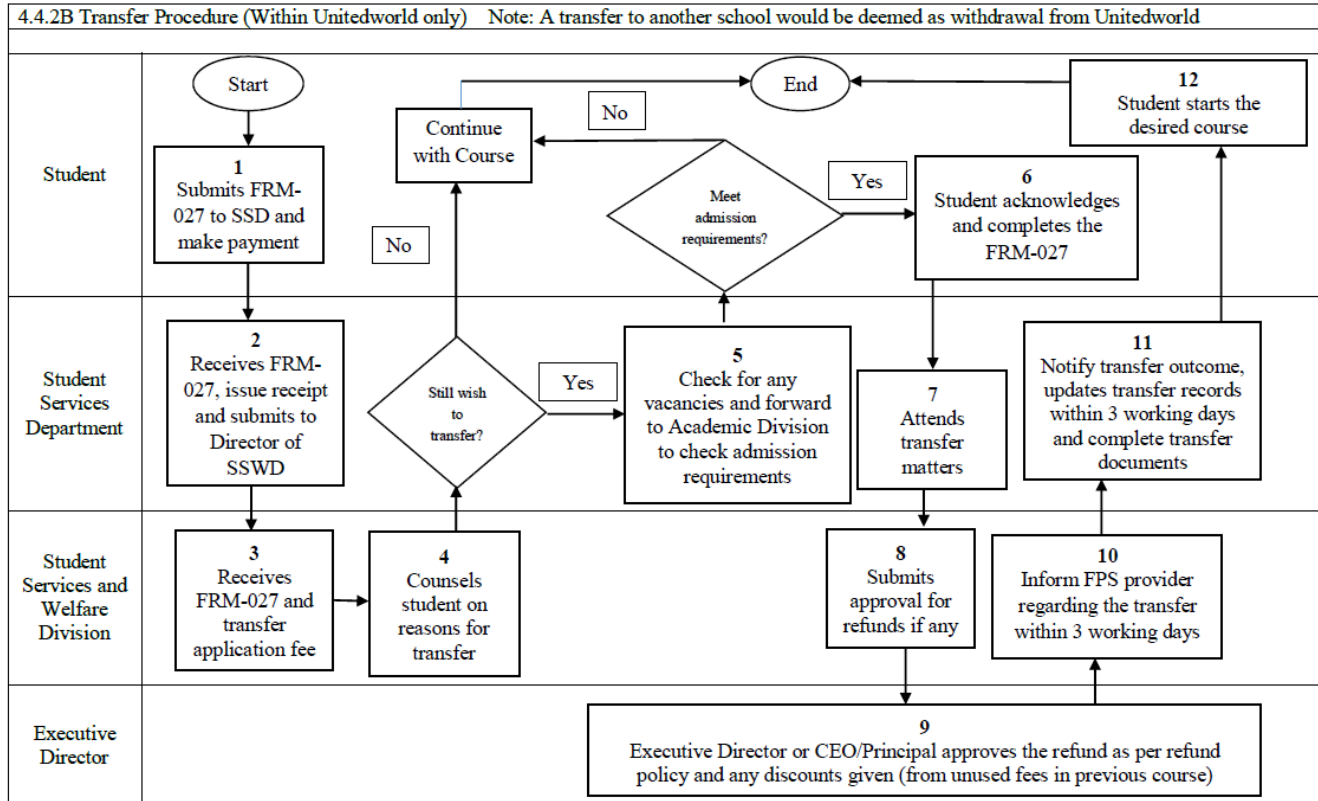 4.4.2B Transfer Procedure (Within Unitedworld only) Note: A transfer to another school would be deemed as withdrawal from Unitedworld
Student
Start
End
Continue
with Course
No
12
Student starts the
desired course
1
Submits FRM-
027 to SSD and
make payment
No
Meet
admission
requirements?
Yes
6
Student acknowledges
and completes the
FRM-027
Student
Services
Department
2
Receives FRM-
027, issue receipt
and submits to
Director of
SSWD
Still wish
to
transfer?
Yes
5
Check for any
vacancies and forward
to Academic Division
to check admission
requirements
7
Attends
transfer
matters
11
Notify transfer outcome,
updates transfer records
within 3 working days
and complete transfer
documents
Student
Services and
Welfare
Division
3
Receives
FRM-027 and
transfer
application fee
4
Counsels
student on
reasons for
transfer
8
Submits
approval for
refunds if any
10
Inform FPS provider
regarding the transfer
within 3 working days
Executive
Director
9
Executive Director or CEO/Principal approves the refund as per refund
policy and any discounts given (from unused fees in previous course)